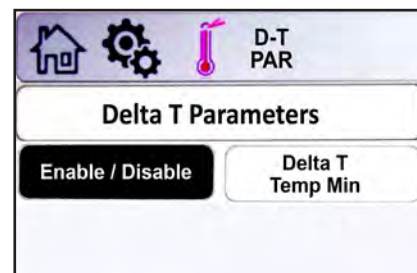 D-T
PAR
Delta T Parameters
Enable / Disable
Delta T
Temp Min